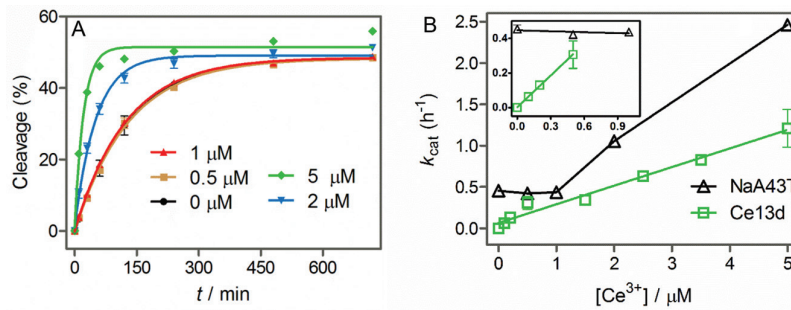 A
60
40
20
0
Cleavage (%)
1 μM
0.5 μM
0 μM
5 μM
2 μM
0 150 300 450 600
t / min
B
2.5
2.0
1.5
1.0
0.5
0.0
kcat (h⁻¹)
0.4
0.2
0.0
0.0 0.3 0.6 0.9
NaA43T
Ce13d
0 1 2 3 4 5
[Ce³⁺] / μM